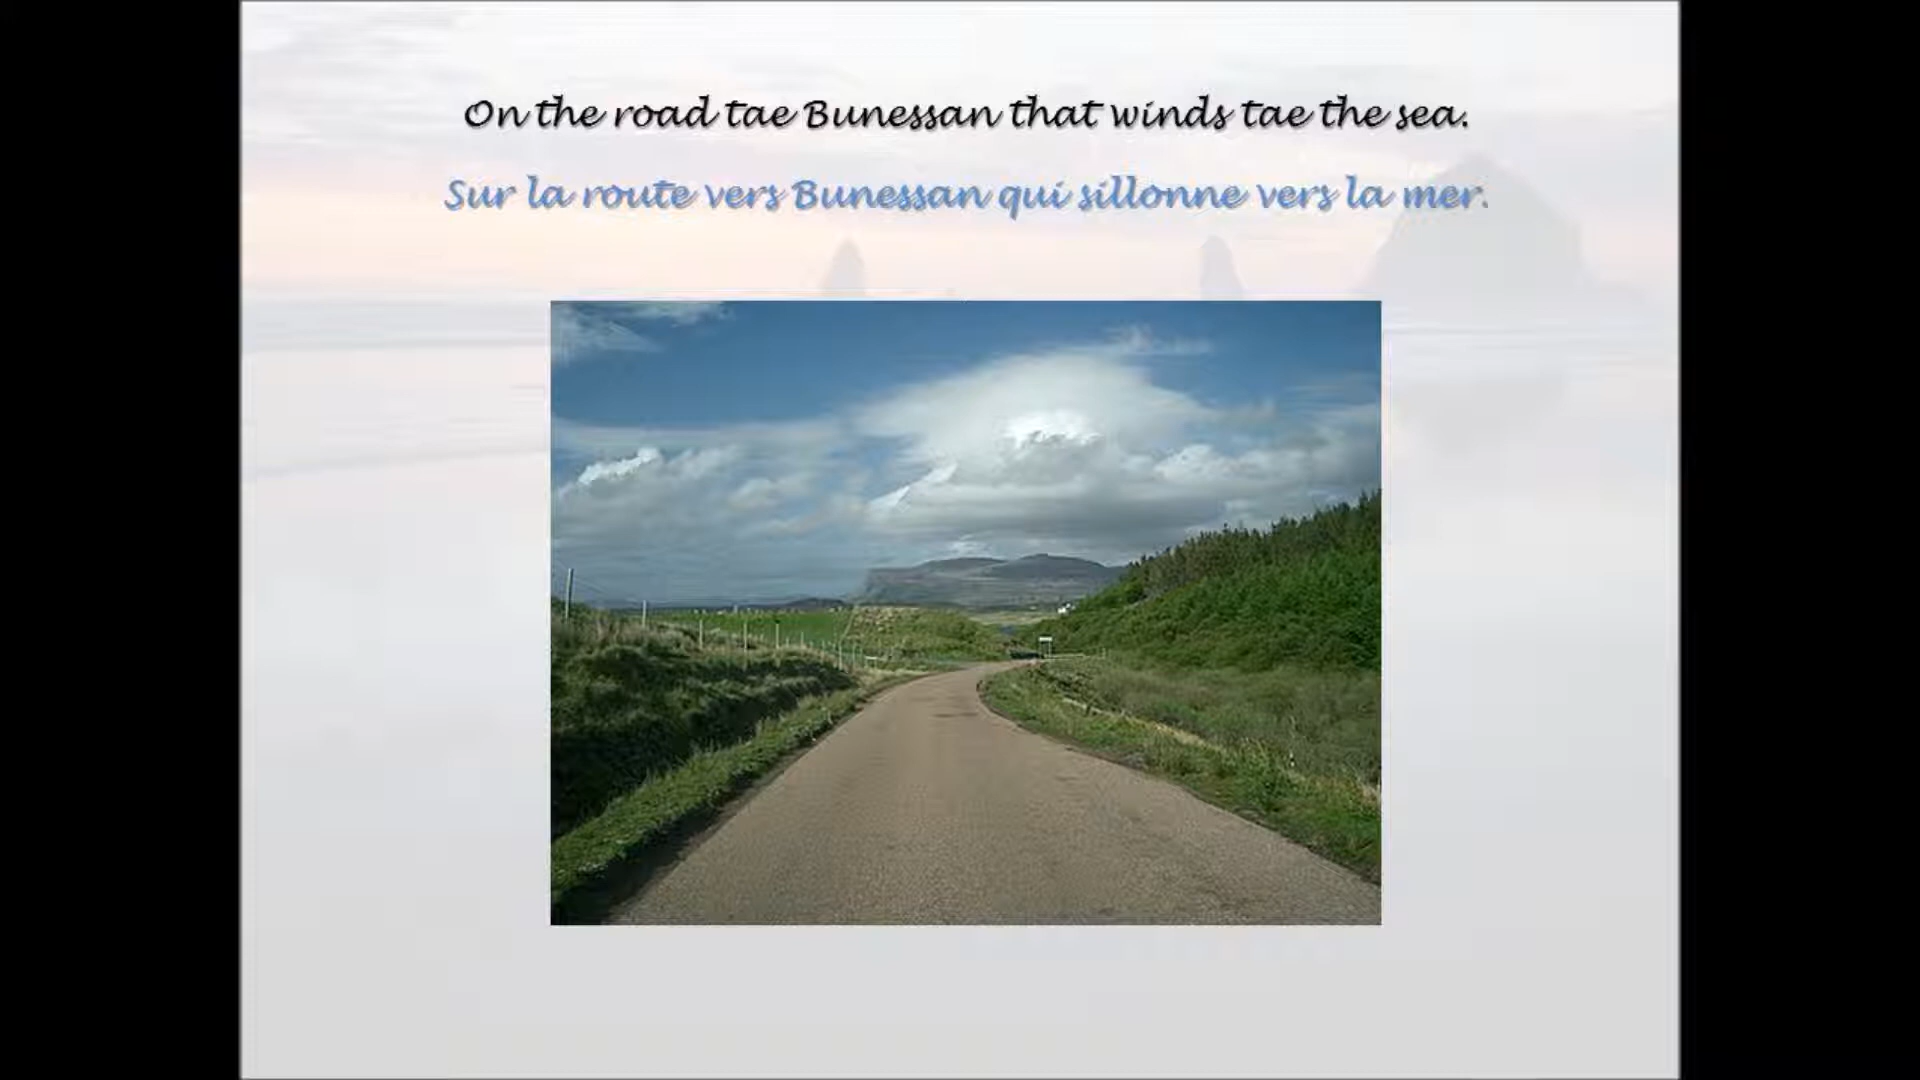 On the road tae Bunessan that winds tae the sea.
Sur la route vers Bunessan qui sillonne vers la mer.